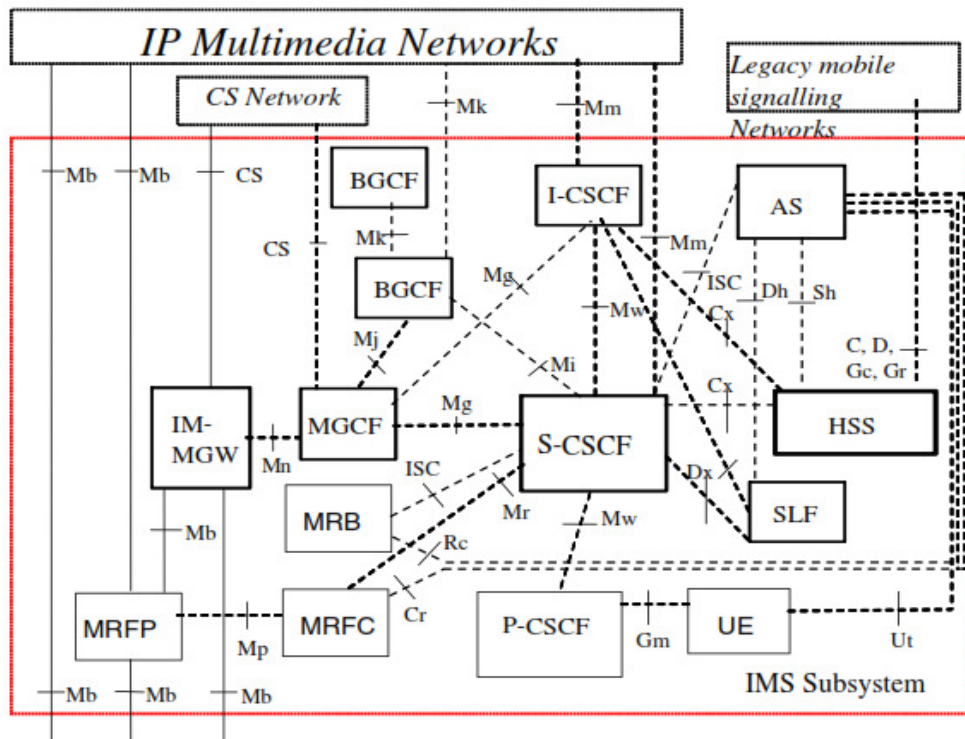 IP Multimedia Networks
Legacy mobile
signalling
Networks
CS Network
Mk
Mm
Mb
Mb
CS
BGCF
I-CSCF
AS
CS
Mk
Mm
Mg
ISC
BGCF
Dh
Sh
Mw
Cx
C, D,
Gc, Gr
Mj
Mi
Cx
IM-
MGW
MGCF
Mg
S-CSCF
HSS
Mn
ISC
Mr
Dx
SLF
MRB
Mb
Rc
Mw
Cr
MRFP
Mp
MRFC
P-CSCF
Gm
UE
Ut
IMS Subsystem
Mb
Mb
Mb